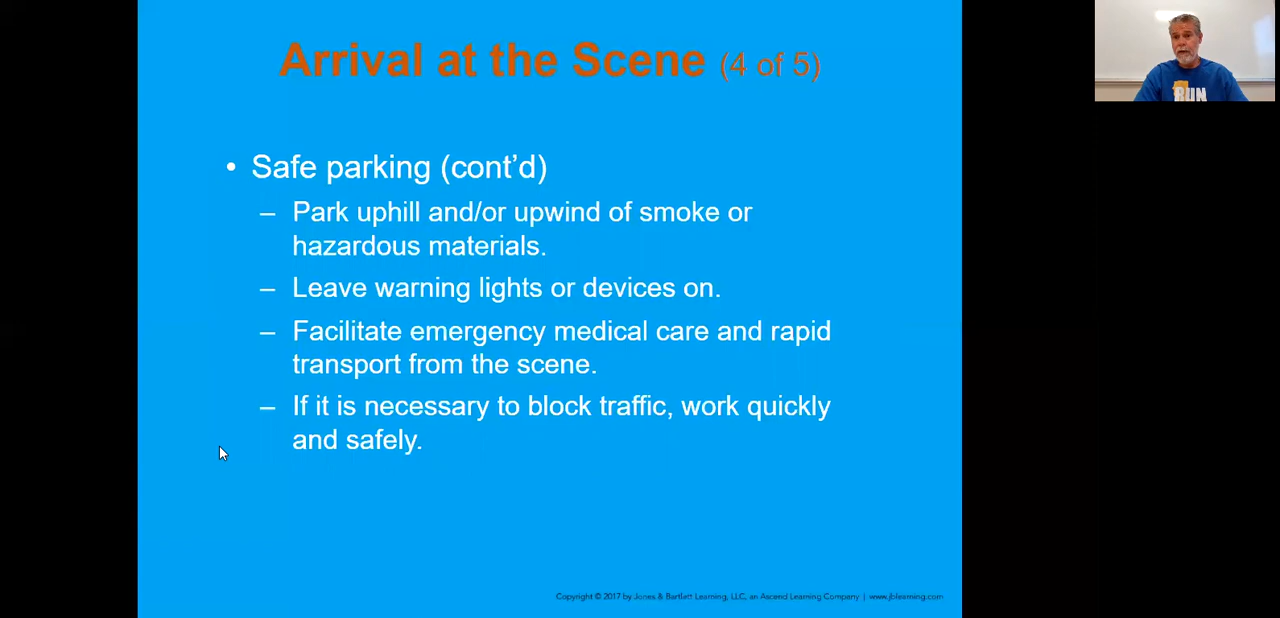 Arrival at the Scene (4 of 5)
• Safe parking (cont’d)
– Park uphill and/or upwind of smoke or
hazardous materials.
– Leave warning lights or devices on.
– Facilitate emergency medical care and rapid
transport from the scene.
– If it is necessary to block traffic, work quickly
and safely.
Copyright © 2017 by Jones & Bartlett Learning, LLC, an Ascend Learning Company | www.jblearning.com
RUN